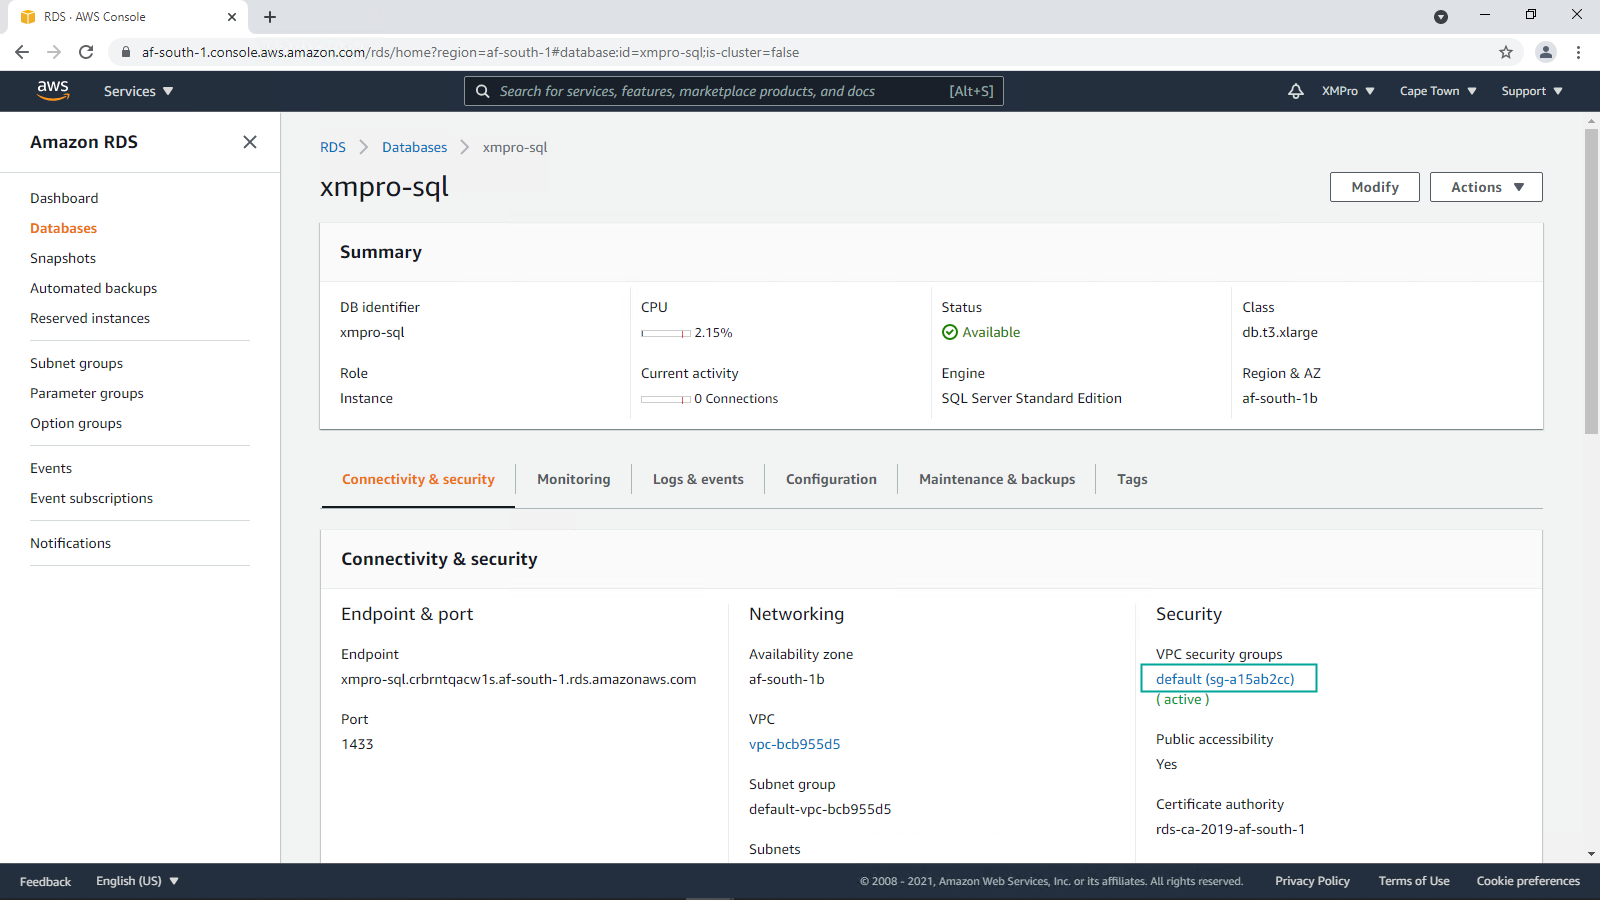 RDS · AWS Console
af-south-1.console.aws.amazon.com/rds/home?region=af-south-1#database:id=xmpro-sql;is-cluster=false
aws
Services
Search for services, features, marketplace products, and docs [Alt+S]
XMPro
Cape Town
Support
Amazon RDS
Dashboard
Databases
Snapshots
Automated backups
Reserved instances
Subnet groups
Parameter groups
Option groups
Events
Event subscriptions
Notifications
RDS
Databases
xmpro-sql
xmpro-sql
Modify
Actions
Summary
DB identifier
xmpro-sql
CPU
2.15%
Status
Available
Class
db.t3.xlarge
Role
Instance
Current activity
0 Connections
Engine
SQL Server Standard Edition
Region & AZ
af-south-1b
Connectivity & security
Monitoring
Logs & events
Configuration
Maintenance & backups
Tags
Connectivity & security
Endpoint & port
Endpoint
xmpro-sql.crbrntqacw1s.af-south-1.rds.amazonaws.com
Port
1433
Networking
Availability zone
af-south-1b
VPC
vpc-bcb955d5
Subnet group
default-vpc-bcb955d5
Subnets
Security
VPC security groups
default (sg-a15ab2cc)
( active )
Public accessibility
Yes
Certificate authority
rds-ca-2019-af-south-1
Feedback
English (US)
© 2008 - 2021, Amazon Web Services, Inc. or its affiliates. All rights reserved.
Privacy Policy
Terms of Use
Cookie preferences